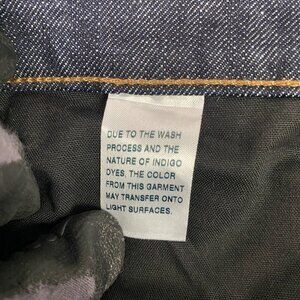 DUE TO THE WASH
PROCESS AND THE
NATURE OF INDIGO
DYES, THE COLOR
FROM THIS GARMENT
MAY TRANSFER ONTO
LIGHT SURFACES.